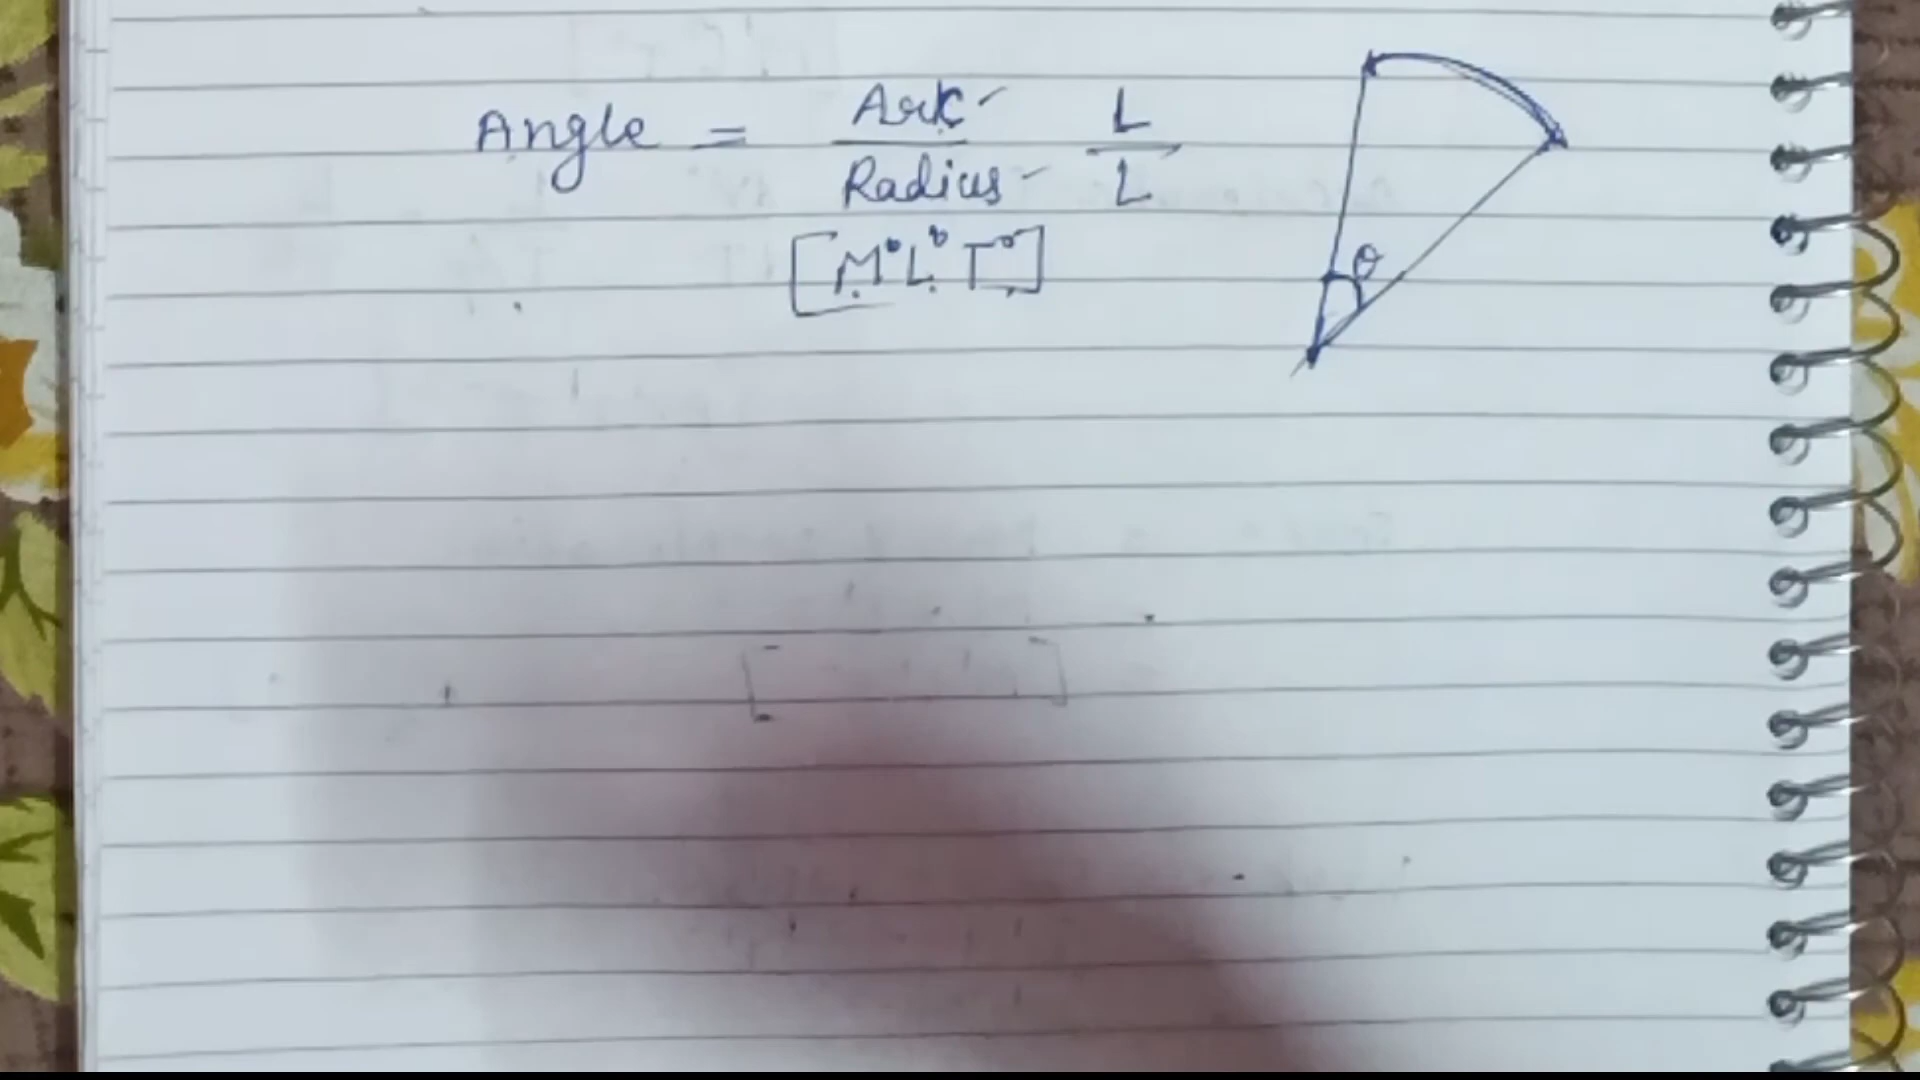 Angle = Arc / Radius L / L
[M⁰L⁰T⁰]
θ